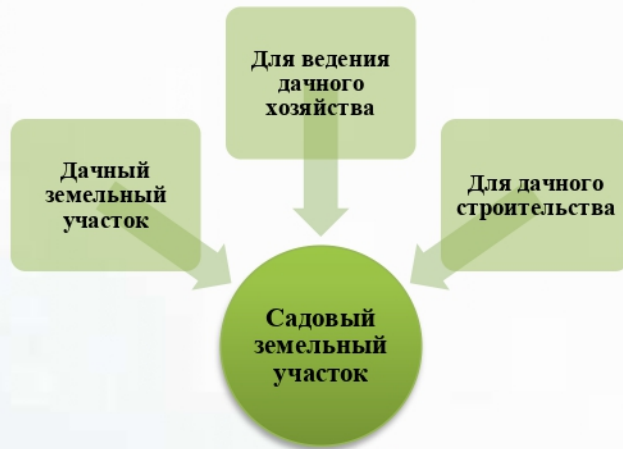 Для ведения
дачного
хозяйства
Дачный
земельный
участок
Для дачного
строительства
Садовый
земельный
участок